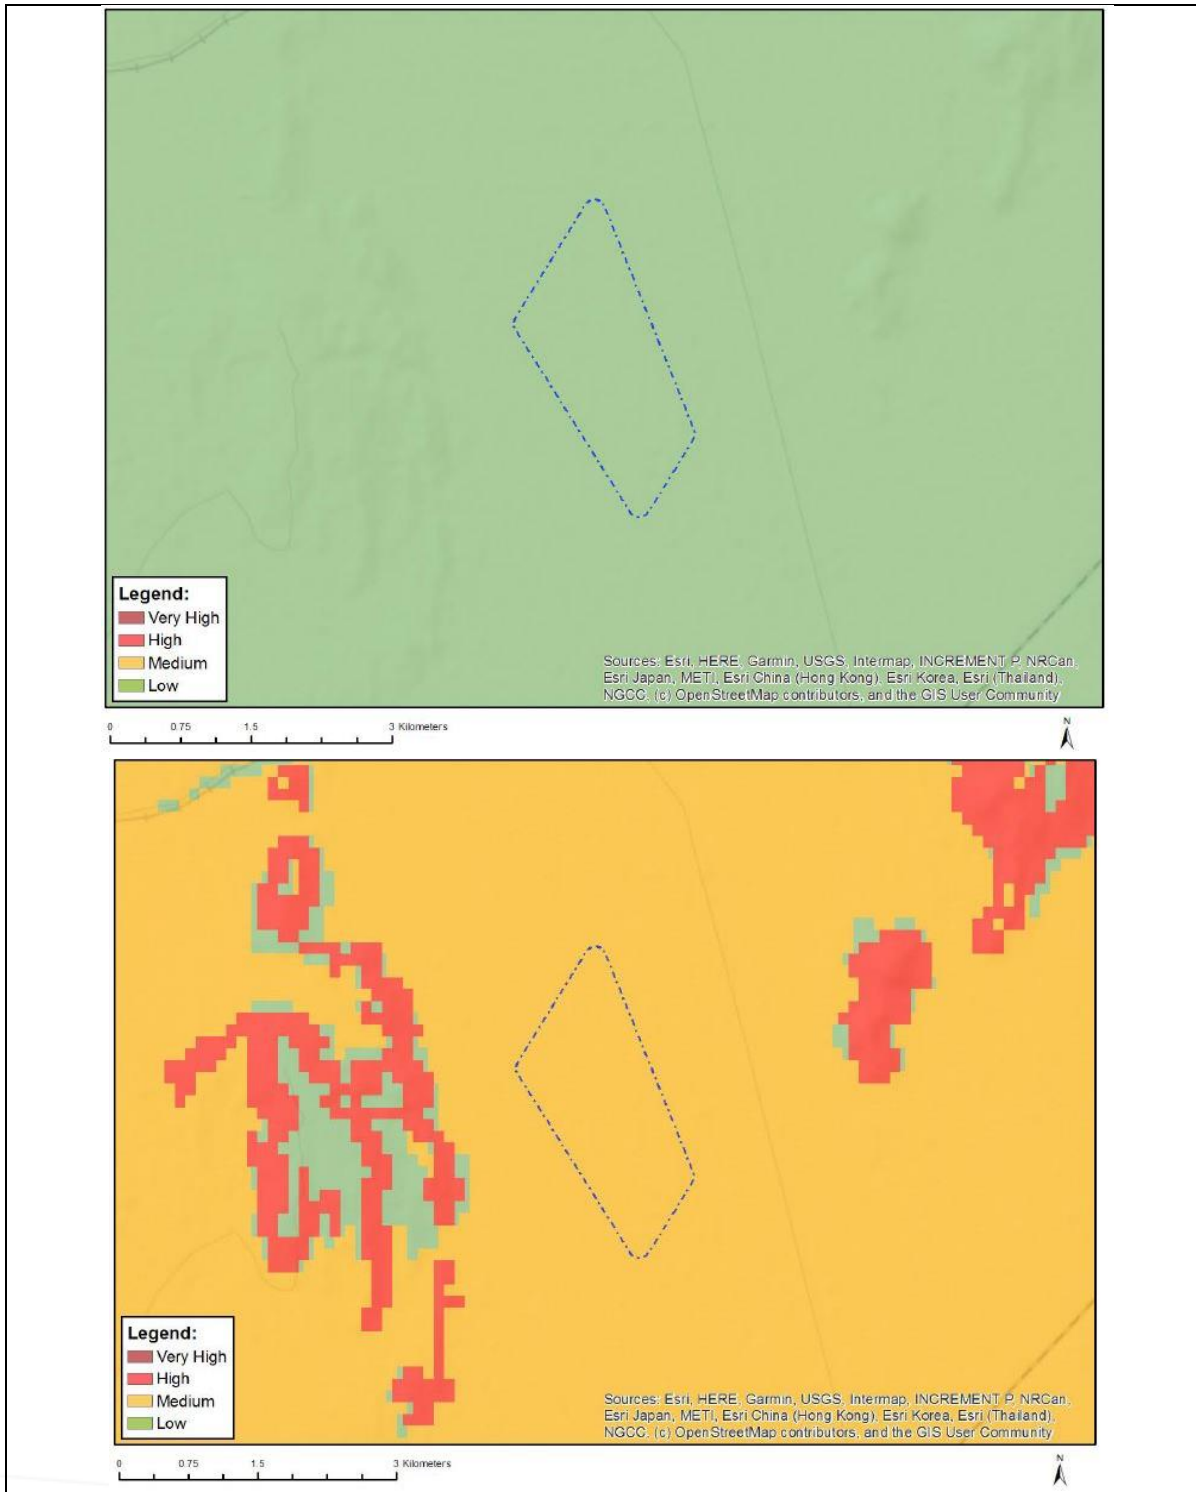 Legend:
Very High
High
Medium
Low
Sources: Esri, HERE, Garmin, USGS, Intermap, INCREMENT P, NRCan,
Esri Japan, METI, Esri China (Hong Kong), Esri Korea, Esri (Thailand),
NGCC, (c) OpenStreetMap contributors, and the GIS User Community
0 0.75 1.5 3 Kilometers
N
Legend:
Very High
High
Medium
Low
Sources: Esri, HERE, Garmin, USGS, Intermap, INCREMENT P, NRCan,
Esri Japan, METI, Esri China (Hong Kong), Esri Korea, Esri (Thailand),
NGCC, (c) OpenStreetMap contributors, and the GIS User Community
0 0.75 1.5 3 Kilometers
N